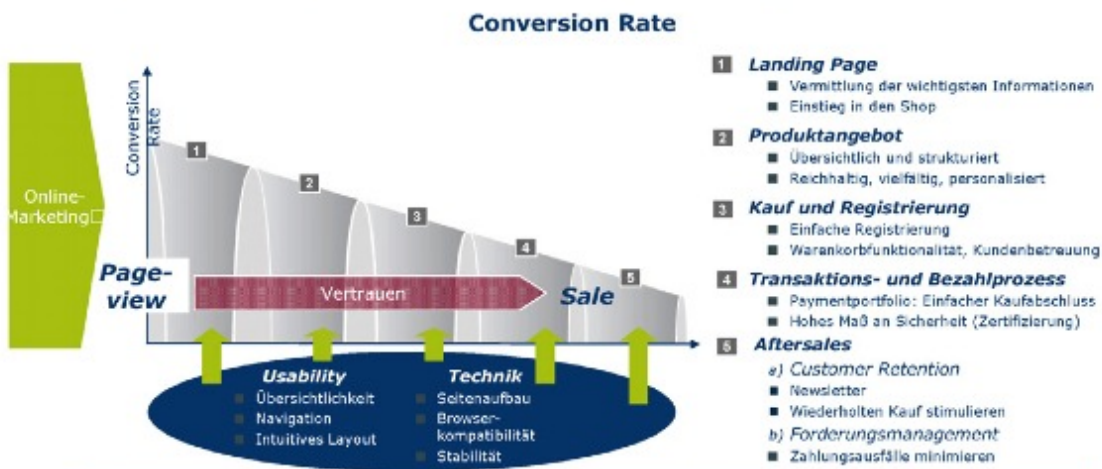 Conversion Rate
Online-
Marketing
Conversion
Rate
1
2
3
4
5
Page-
view
Vertrauen
Sale
Usability
Übersichtlichkeit
Navigation
Intuitives Layout
Technik
Seitenaufbau
Browser-
kompatibilität
Stabilität
1 Landing Page
Vermittlung der wichtigsten Informationen
Einstieg in den Shop
2 Produktangebot
Übersichtlich und strukturiert
Reichhaltig, vielfältig, personalisiert
3 Kauf und Registrierung
Einfache Registrierung
Warenkorbfunktionalität, Kundenbetreuung
4 Transaktions- und Bezahlprozess
Paymentportfolio: Einfacher Kaufabschluss
Hohes Maß an Sicherheit (Zertifizierung)
5 Aftersales
a) Customer Retention
Newsletter
Wiederholten Kauf stimulieren
b) Forderungsmanagement
Zahlungsausfälle minimieren